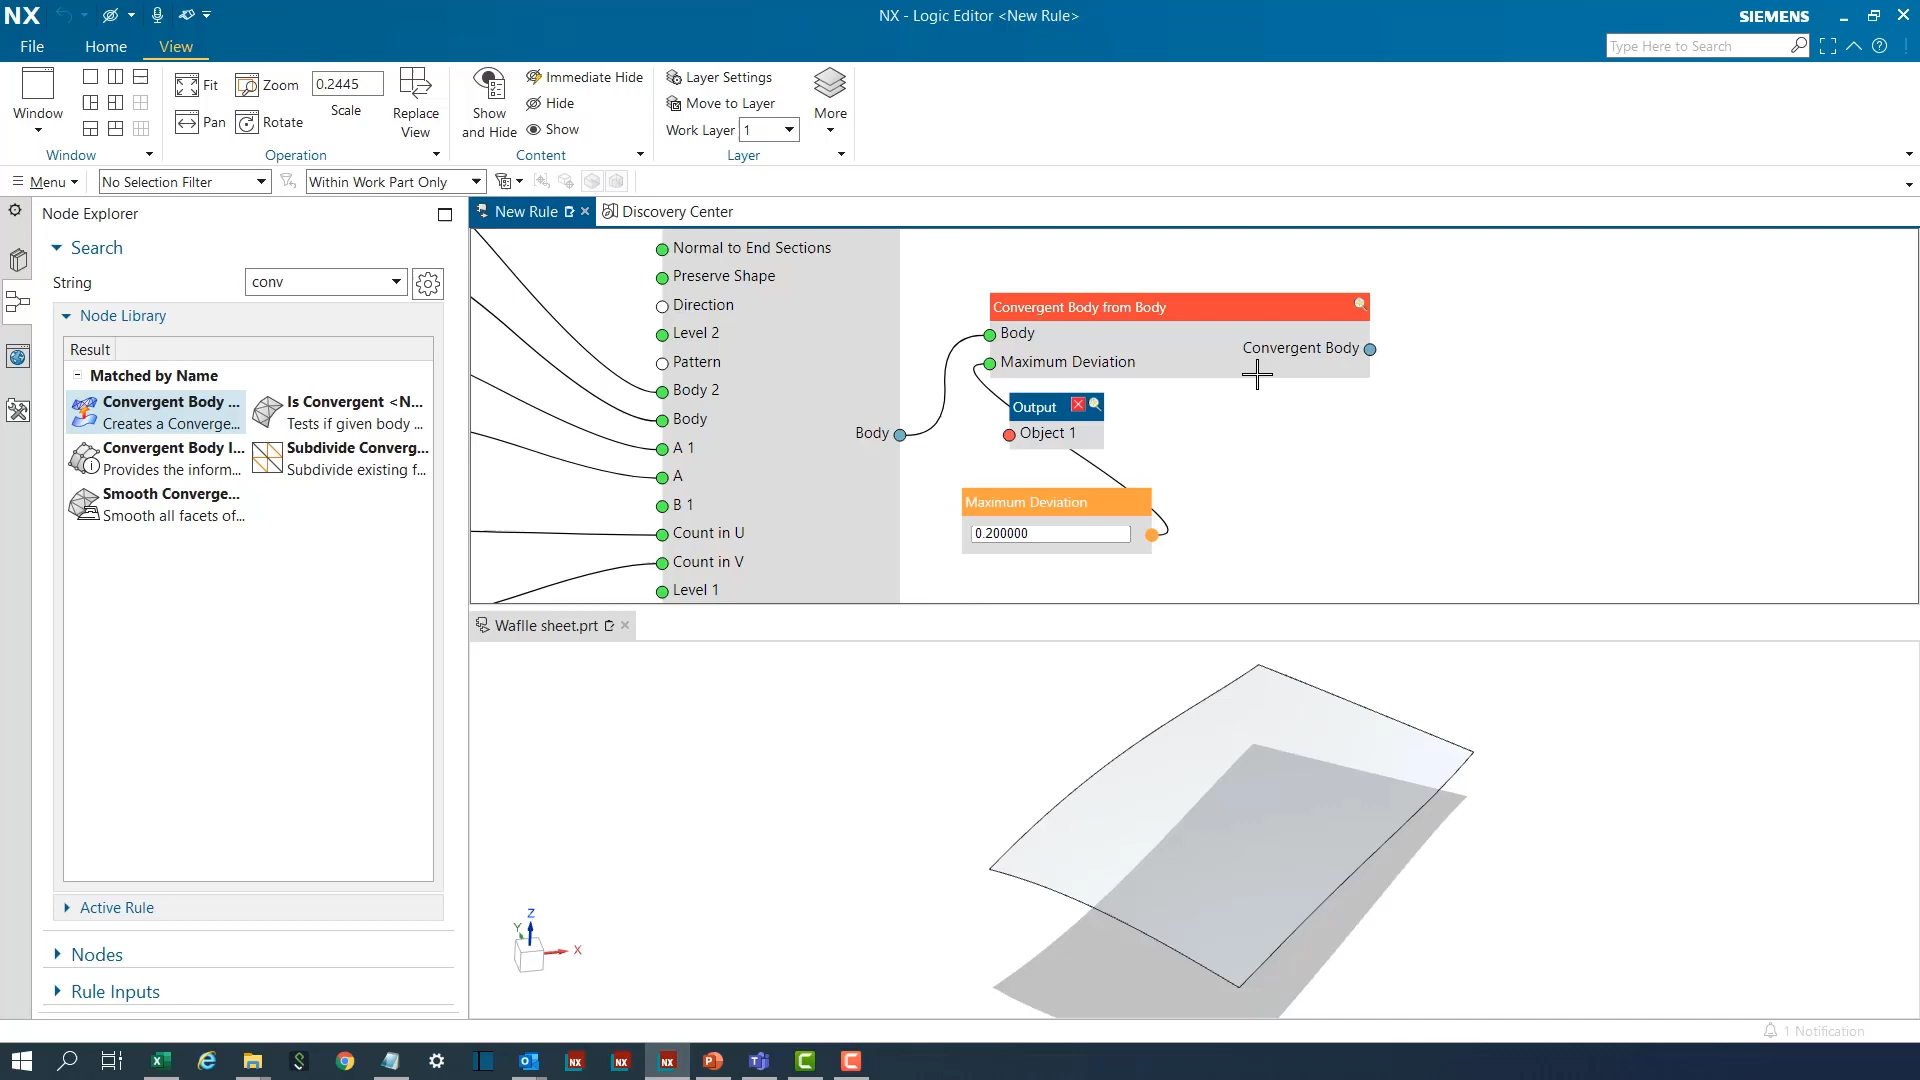 NX
NX - Logic Editor <New Rule>
SIEMENS
File
Home
View
Type Here to Search
Window
Fit
Pan
Zoom
Rotate
0.2445
Scale
Replace
View
Show
and Hide
Immediate Hide
Hide
Show
Layer Settings
Move to Layer
Work Layer
1
More
Window
Operation
Content
Layer
Menu
No Selection Filter
Within Work Part Only
Node Explorer
Search
String
conv
Node Library
Result
Matched by Name
Convergent Body ...
Creates a Converge...
Is Convergent <N...
Tests if given body ...
Convergent Body I...
Provides the inform...
Subdivide Converg...
Subdivide existing f...
Smooth Converge...
Smooth all facets of...
Active Rule
Nodes
Rule Inputs
New Rule
Discovery Center
Normal to End Sections
Preserve Shape
Direction
Level 2
Pattern
Body 2
Body
A 1
A
B 1
Count in U
Count in V
Level 1
Body
Convergent Body from Body
Body
Maximum Deviation
Convergent Body
Output
Object 1
Maximum Deviation
0.200000
Waflle sheet.prt
Z
Y
X
1 Notification
NX
NX
NX